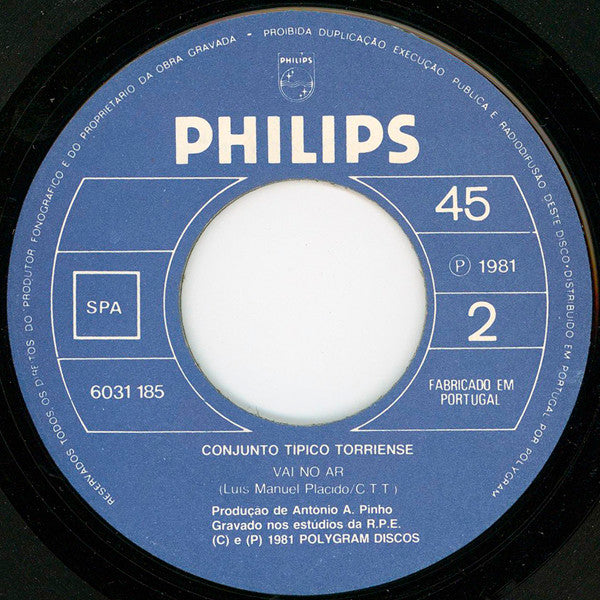 RESERVADOS TODOS OS DIREITOS DO PRODUTOR FONOGRAFICO E DO PROPRIETARIO DA OBRA GRAVADA - PROIBIDA DUPLICAÇÃO, EXECUÇÃO PUBLICA E RADIODIFUSÃO DESTE DISCO • DISTRIBUIDO EM PORTUGAL POR POLYGRAM
PHILIPS
PHILIPS
45
SPA
Ⓟ 1981
2
6031 185
FABRICADO EM
PORTUGAL
CONJUNTO TIPICO TORRIENSE
VAI NO AR
(Luis Manuel Placido/C T T)
Produçao de António A. Pinho
Gravado nos estúdios da R.P.E.
(C) e (P) 1981 POLYGRAM DISCOS